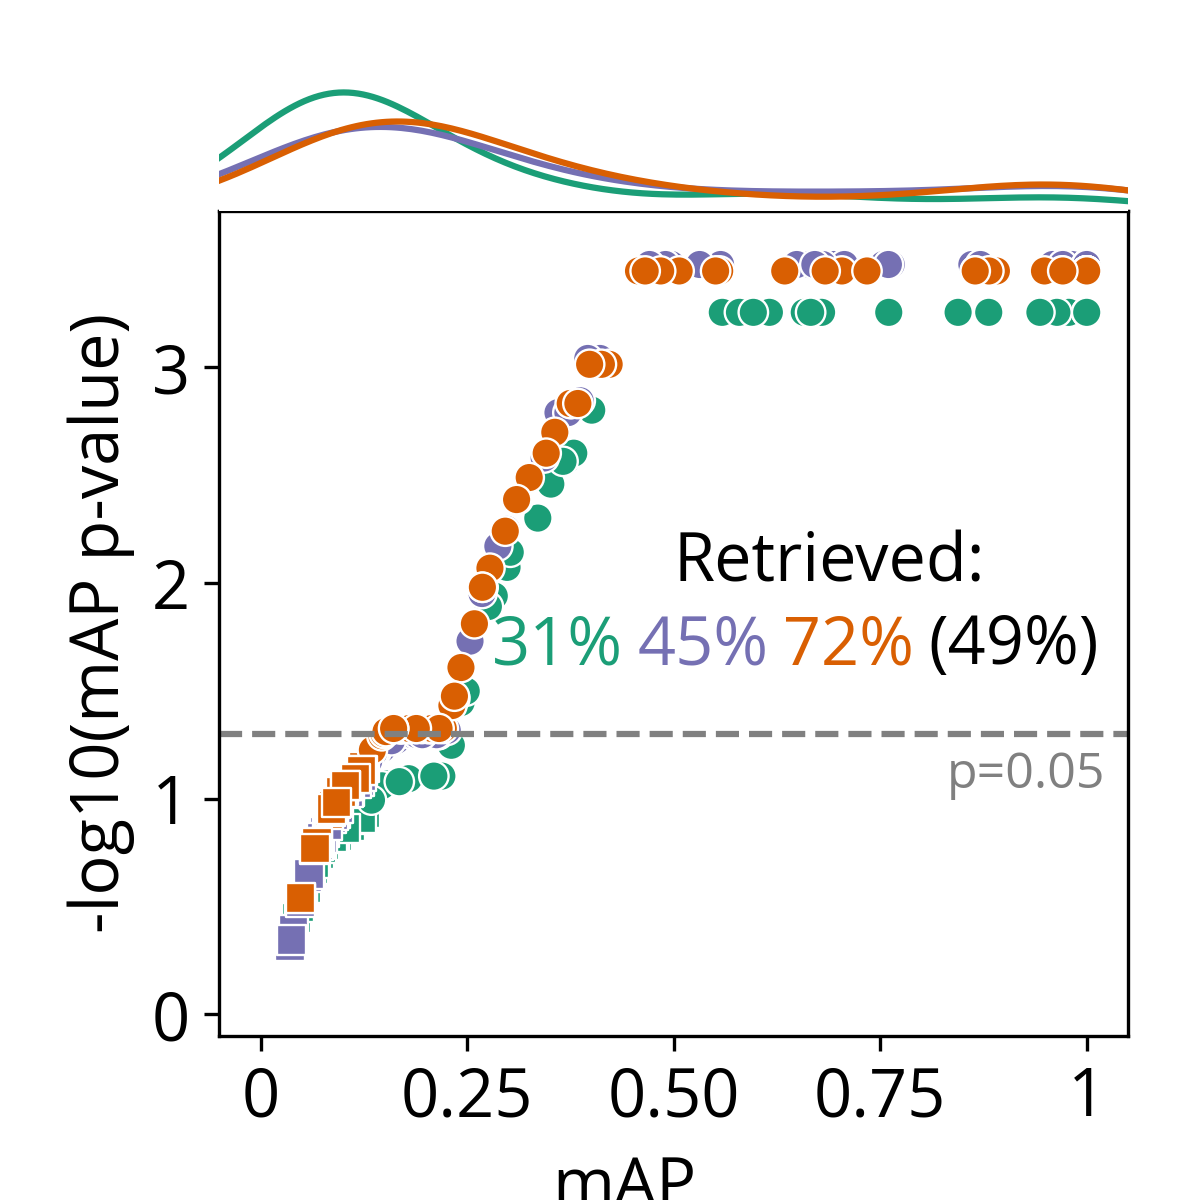 -log10(mAP p-value)
3
2
1
0
Retrieved:
31% 45% 72% (49%)
p=0.05
0 0.25 0.50 0.75 1
mAP